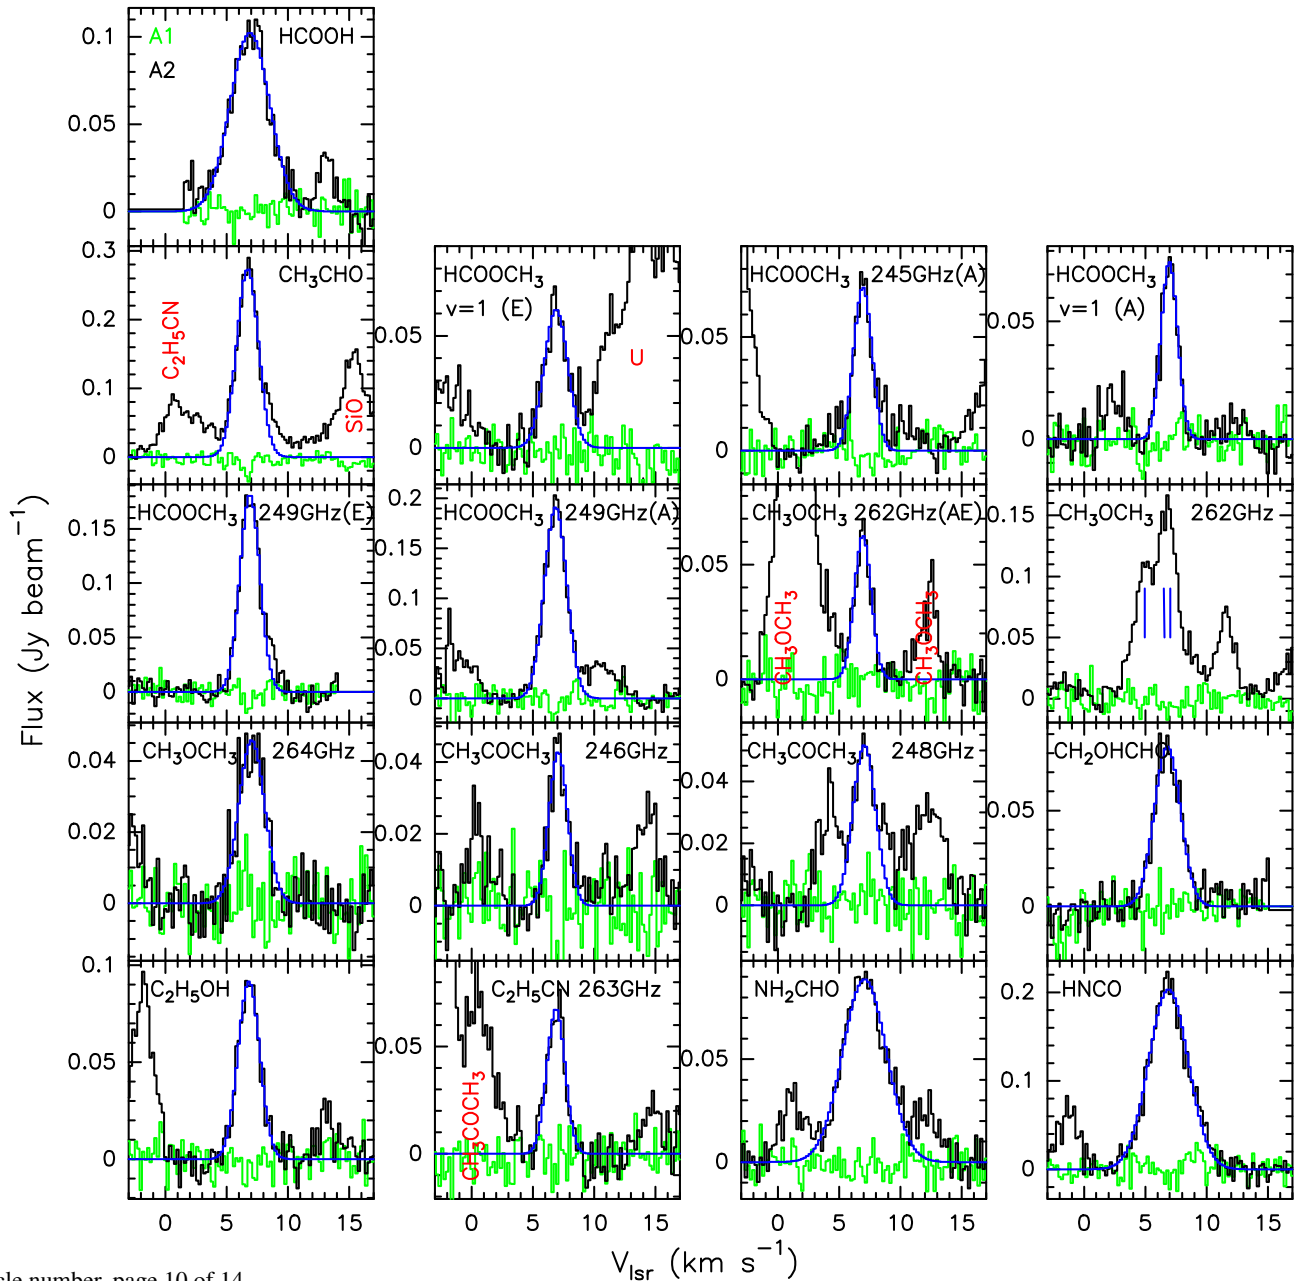 0.1
A1
HCOOH
A2
0.05
0
0.3
CH₃CHO
HCOOCH₃
HCOOCH₃ 245GHz(A)
HCOOCH₃
v=1 (E)
v=1 (A)
C₂H₅CN
0.2
0.05
0.05
0.05
U
0.1
SiO
0
0
0
0
HCOOCH₃ 249GHz(E)
0.2
HCOOCH₃ 249GHz(A)
CH₃OCH₃ 262GHz(AE)
0.15
CH₃OCH₃ 262GHz
0.15
0.15
0.1
0.1
0.05
0.1
0.05
0.05
CH₃OCH₃
CH₃OCH₃
0.05
0
0
0
0
Flux (Jy beam⁻¹)
CH₃OCH₃ 264GHz
CH₃COCH₃ 246GHz
CH₃COCH₃ 248GHz
CH₂OHCHO
0.04
0.04
0.04
0.05
0.02
0.02
0.02
0
0
0
0
0.1
C₂H₅OH
C₂H₅CN 263GHz
NH₂CHO
HNCO
0.2
0.05
0.05
0.05
0.1
CH₃COCH₃
0
0
0
0
0 5 10 15
0 5 10 15
0 5 10 15
0 5 10 15
V_lsr (km s⁻¹)
cle number, page 10 of 14